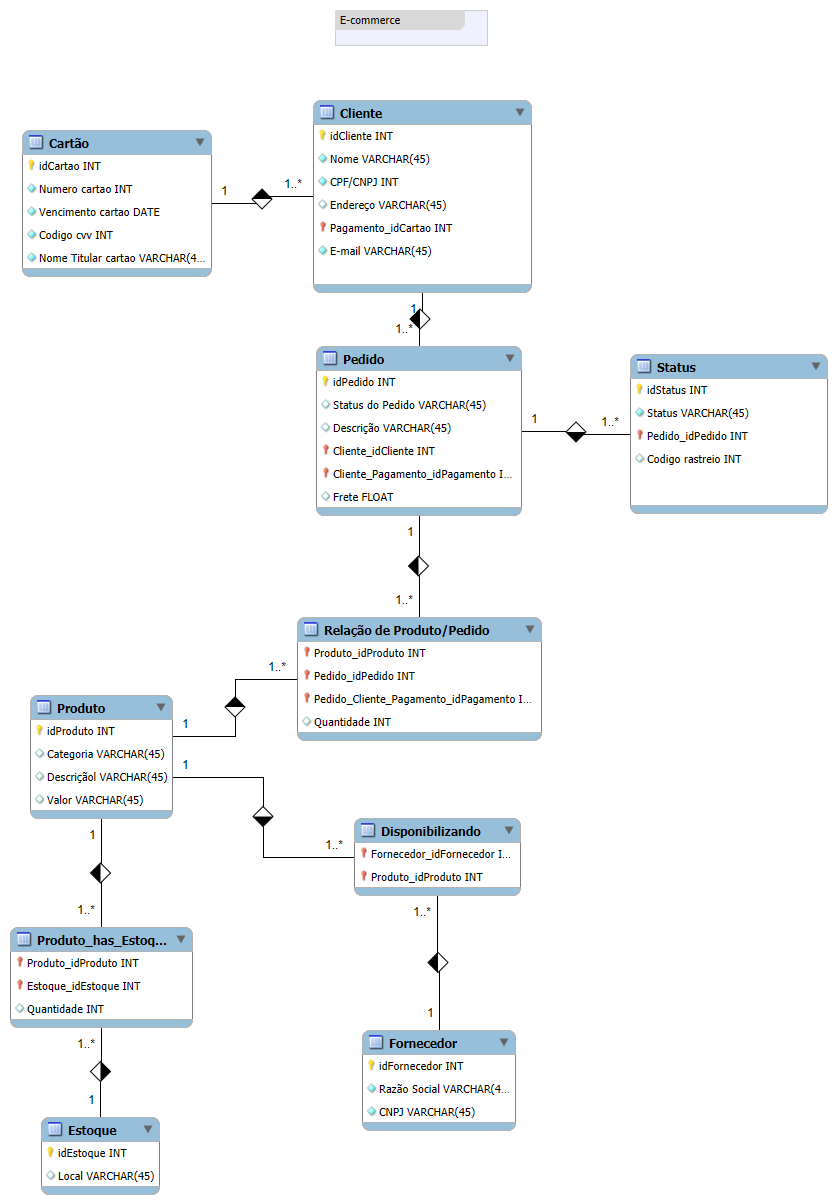 E-commerce
Cliente
idCliente INT
Nome VARCHAR(45)
CPF/CNPJ INT
Endereço VARCHAR(45)
Pagamento_idCartao INT
E-mail VARCHAR(45)
Cartão
idCartao INT
Numero cartao INT
Vencimento cartao DATE
Codigo cvv INT
Nome Titular cartao VARCHAR(4...
1
1..*
1
1..*
Pedido
idPedido INT
Status do Pedido VARCHAR(45)
Descrição VARCHAR(45)
Cliente_idCliente INT
Cliente_Pagamento_idPagamento I...
Frete FLOAT
1
1..*
Status
idStatus INT
Status VARCHAR(45)
Pedido_idPedido INT
Codigo rastreio INT
1
1..*
Relação de Produto/Pedido
Produto_idProduto INT
Pedido_idPedido INT
Pedido_Cliente_Pagamento_idPagamento I...
Quantidade INT
1..*
1
Produto
idProduto INT
Categoria VARCHAR(45)
Descriçãol VARCHAR(45)
Valor VARCHAR(45)
1
1..*
Disponibilizando
Fornecedor_idFornecedor I...
Produto_idProduto INT
1
1..*
Produto_has_Estoq...
Produto_idProduto INT
Estoque_idEstoque INT
Quantidade INT
1..*
1
Fornecedor
idFornecedor INT
Razão Social VARCHAR(4...
CNPJ VARCHAR(45)
1..*
1
Estoque
idEstoque INT
Local VARCHAR(45)